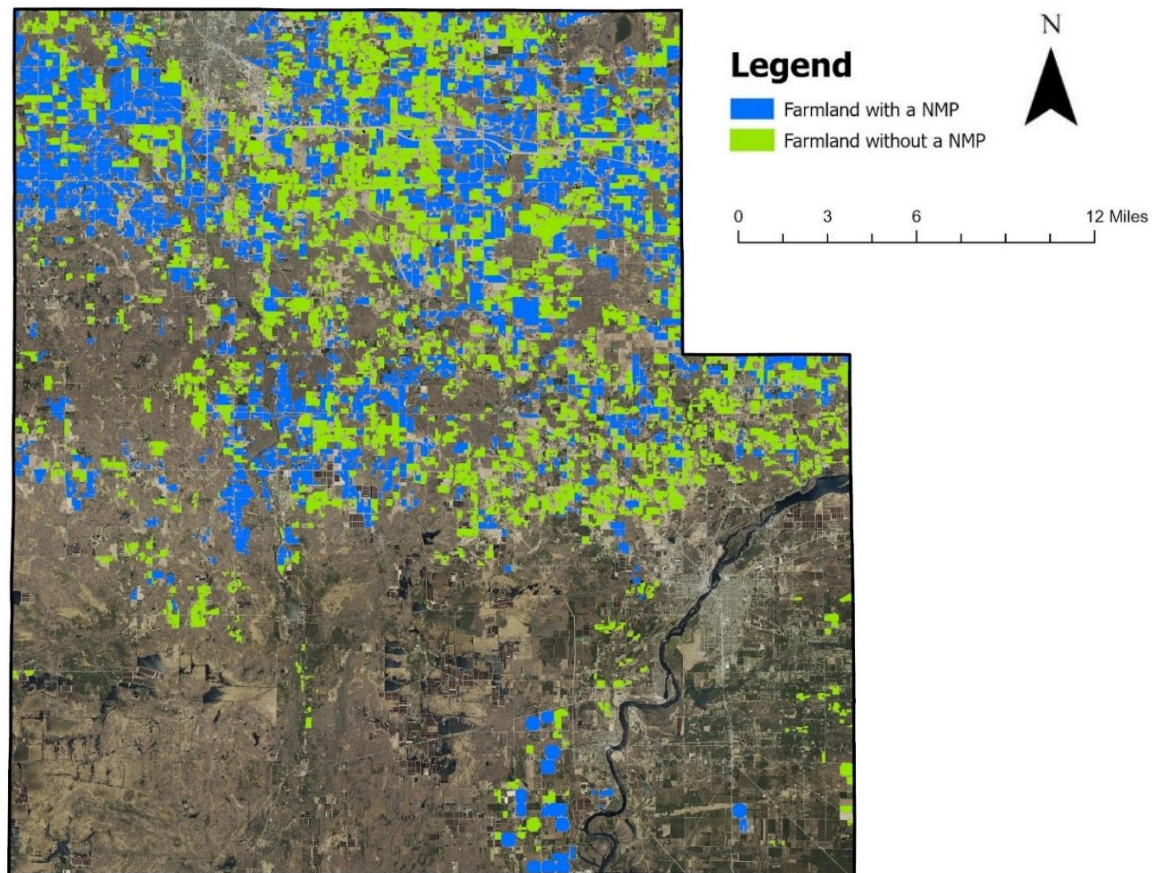 N
Legend
Farmland with a NMP
Farmland without a NMP
0 3 6 12 Miles